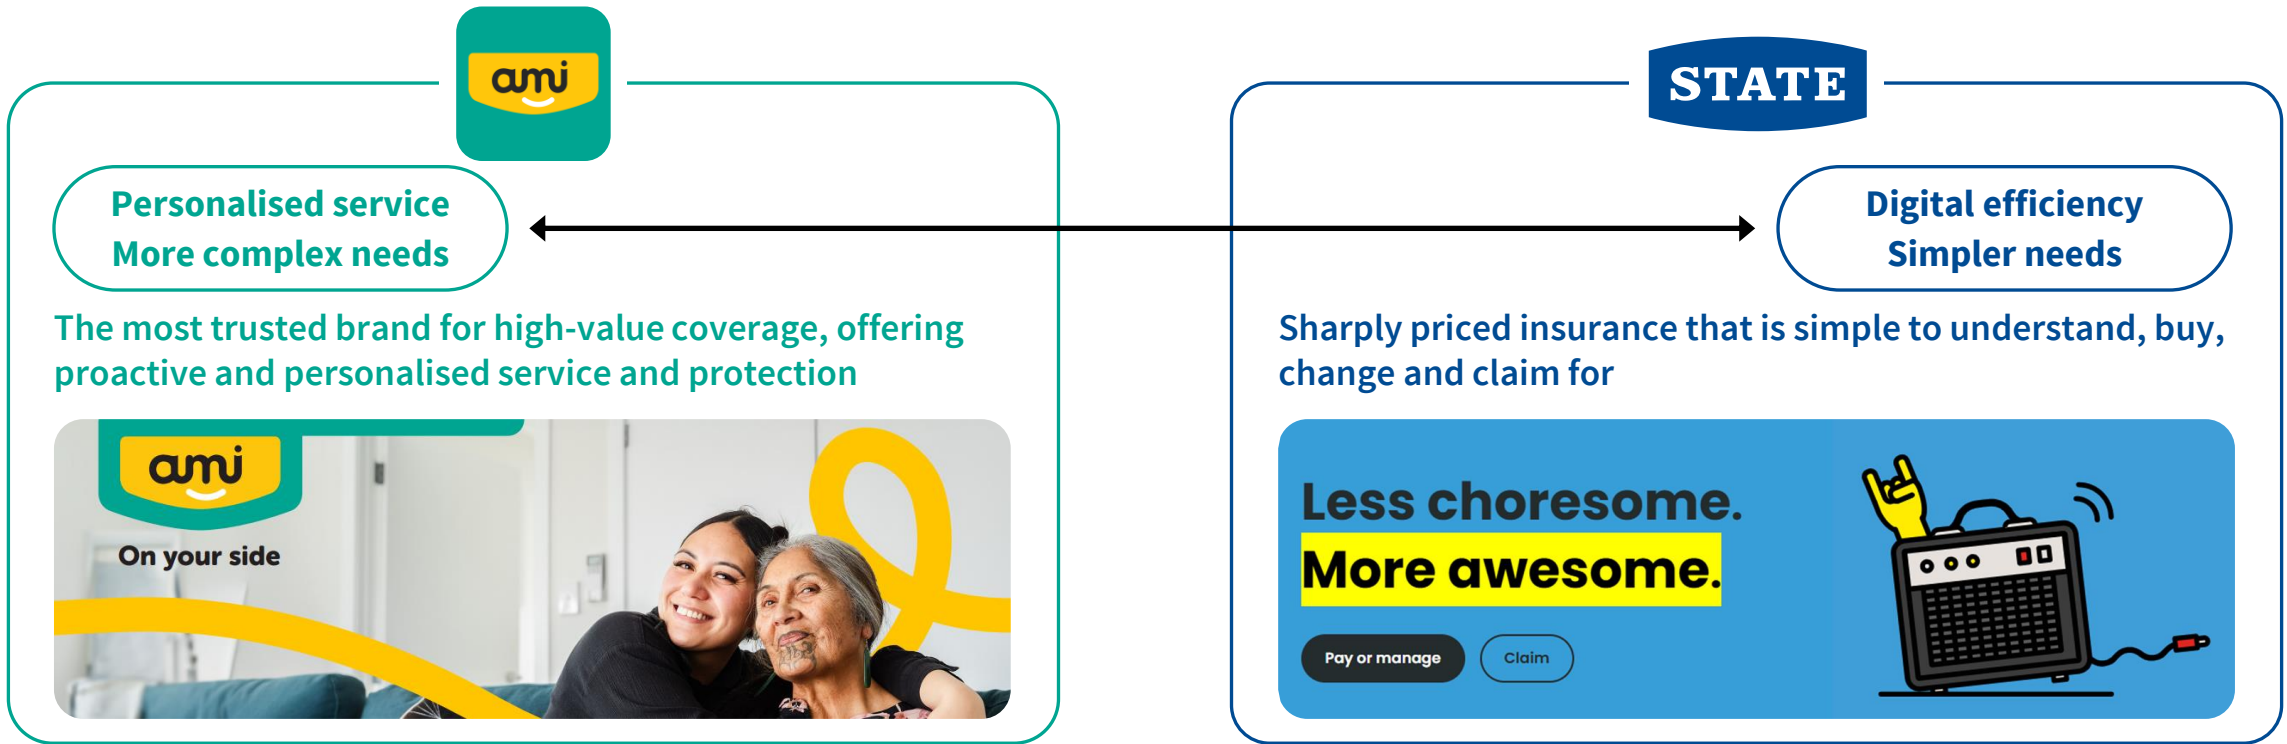 ami
Personalised service
More complex needs
The most trusted brand for high-value coverage, offering
proactive and personalised service and protection
ami
On your side
STATE
Digital efficiency
Simpler needs
Sharply priced insurance that is simple to understand, buy,
change and claim for
Less choresome.
More awesome.
Pay or manage
Claim